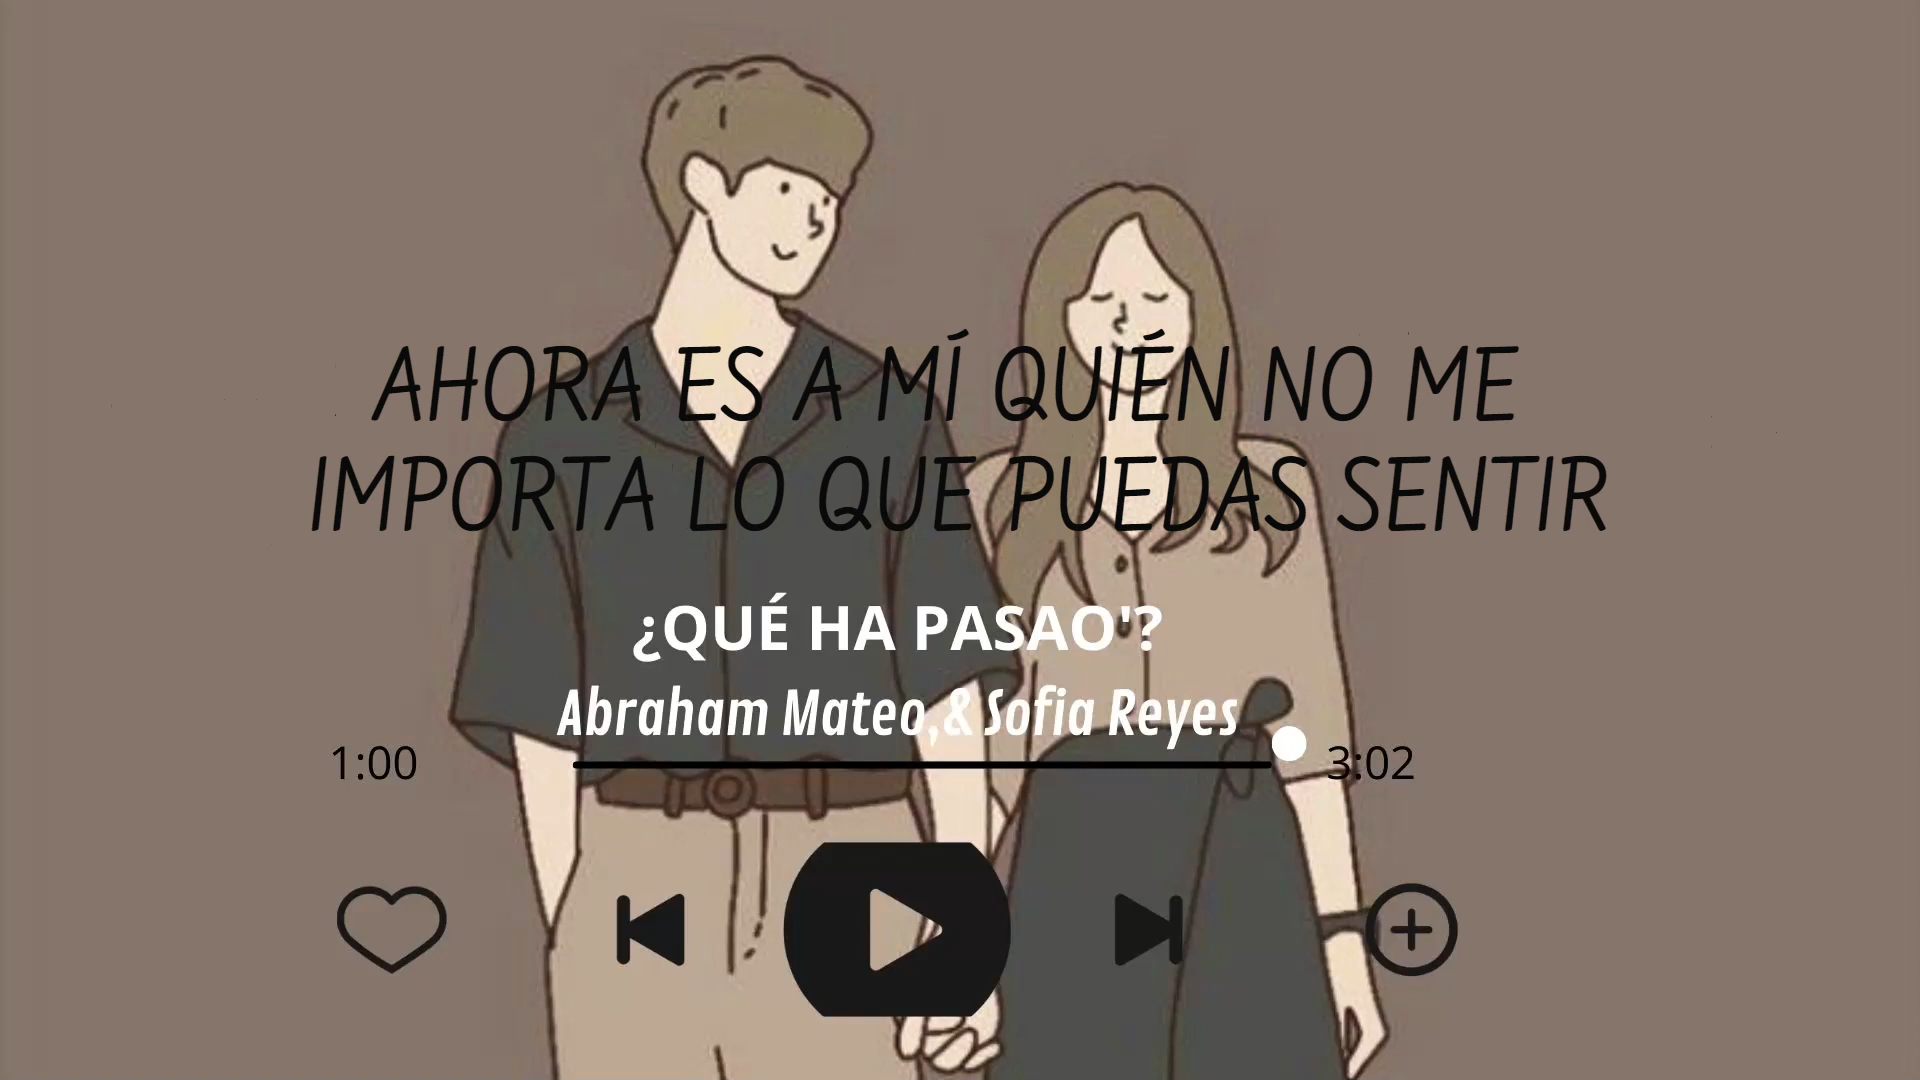 AHORA ES A MÍ QUIÉN NO ME
IMPORTA LO QUE PUEDAS SENTIR
¿QUÉ HA PASAO'?
Abraham Mateo,& Sofia Reyes
1:00
3:02